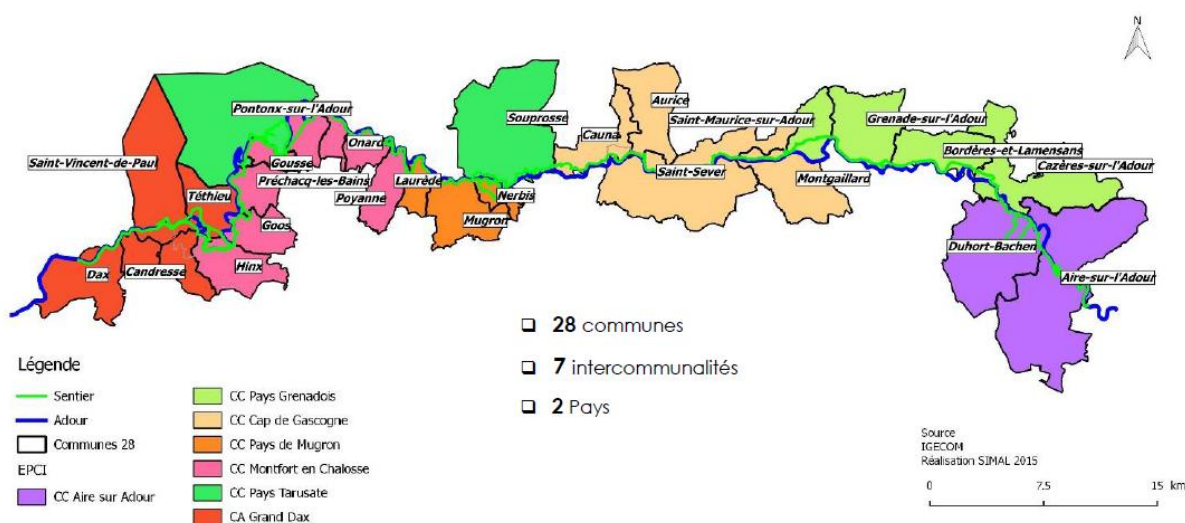 N
Aurice
Pontonx-sur-l'Adour
Souprosse
Saint-Maurice-sur-Adour
Grenade-sur-l'Adour
Cauna
Onard
Bordères-et-Lamensans
Saint-Vincent-de-Paul
Gousse
Cazères-sur-l'Adour
Préchacq-les-Bains
Laurède
Saint-Sever
Montgaillard
Téthieu
Poyanne
Nerbis
Goos
Mugron
Duhort-Bachen
Hinx
Dax
Candresse
Aire-sur-l'Adour
28 communes
7 intercommunalités
2 Pays
Légende
Sentier
Adour
Communes 28
EPCI
CC Aire sur Adour
CC Pays Grenadois
CC Cap de Gascogne
CC Pays de Mugron
CC Montfort en Chalosse
CC Pays Tarusate
CA Grand Dax
Source
IGECOM
Réalisation SIMAL 2015
0 7.5 15 km